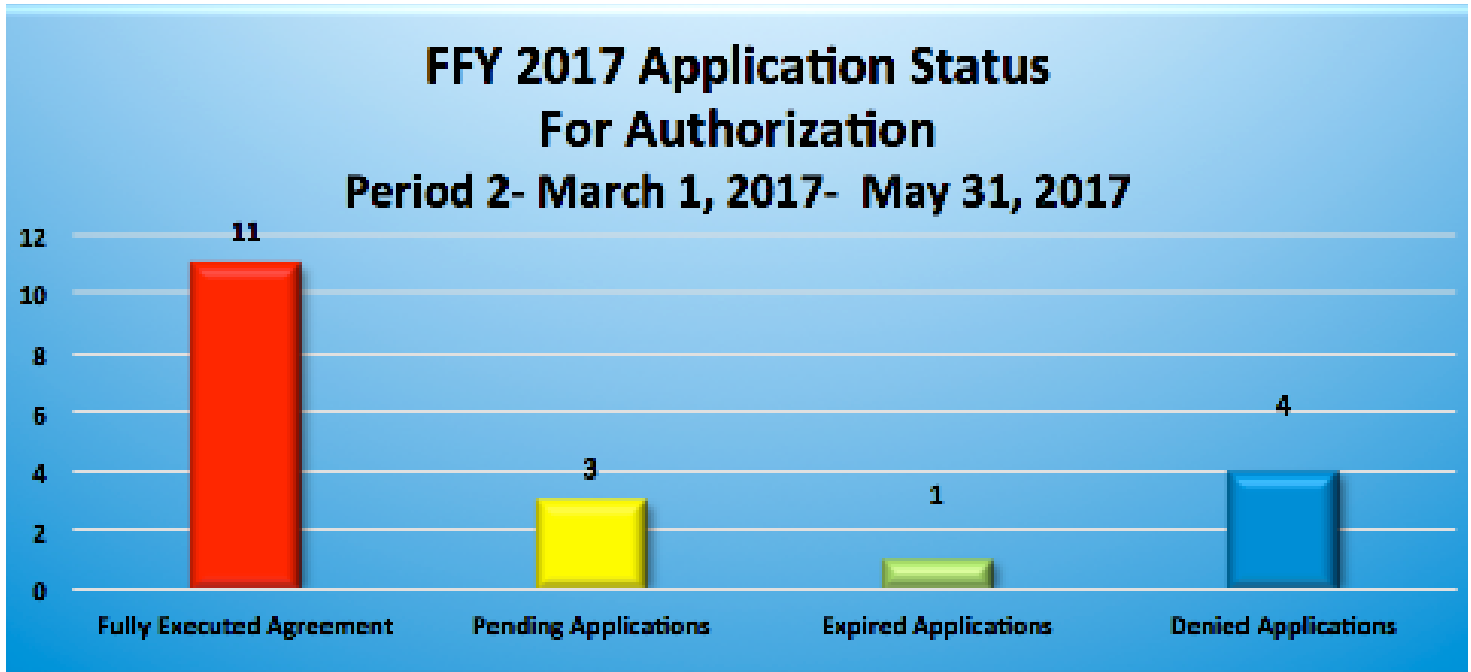 FFY 2017 Application Status
For Authorization
Period 2- March 1, 2017-  May 31, 2017
12
11
10
8
6
4
4
3
1
2
0
Fully Executed Agreement
Pending Applications
Expired Applications
Denied Applications